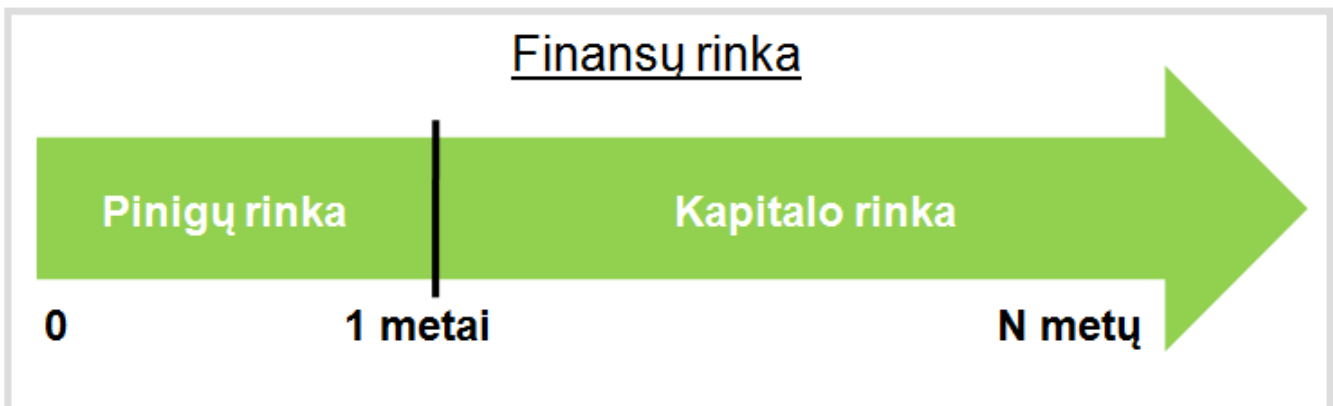 Finansų rinka
Pinigų rinka
Kapitalo rinka
0
1 metai
N metų